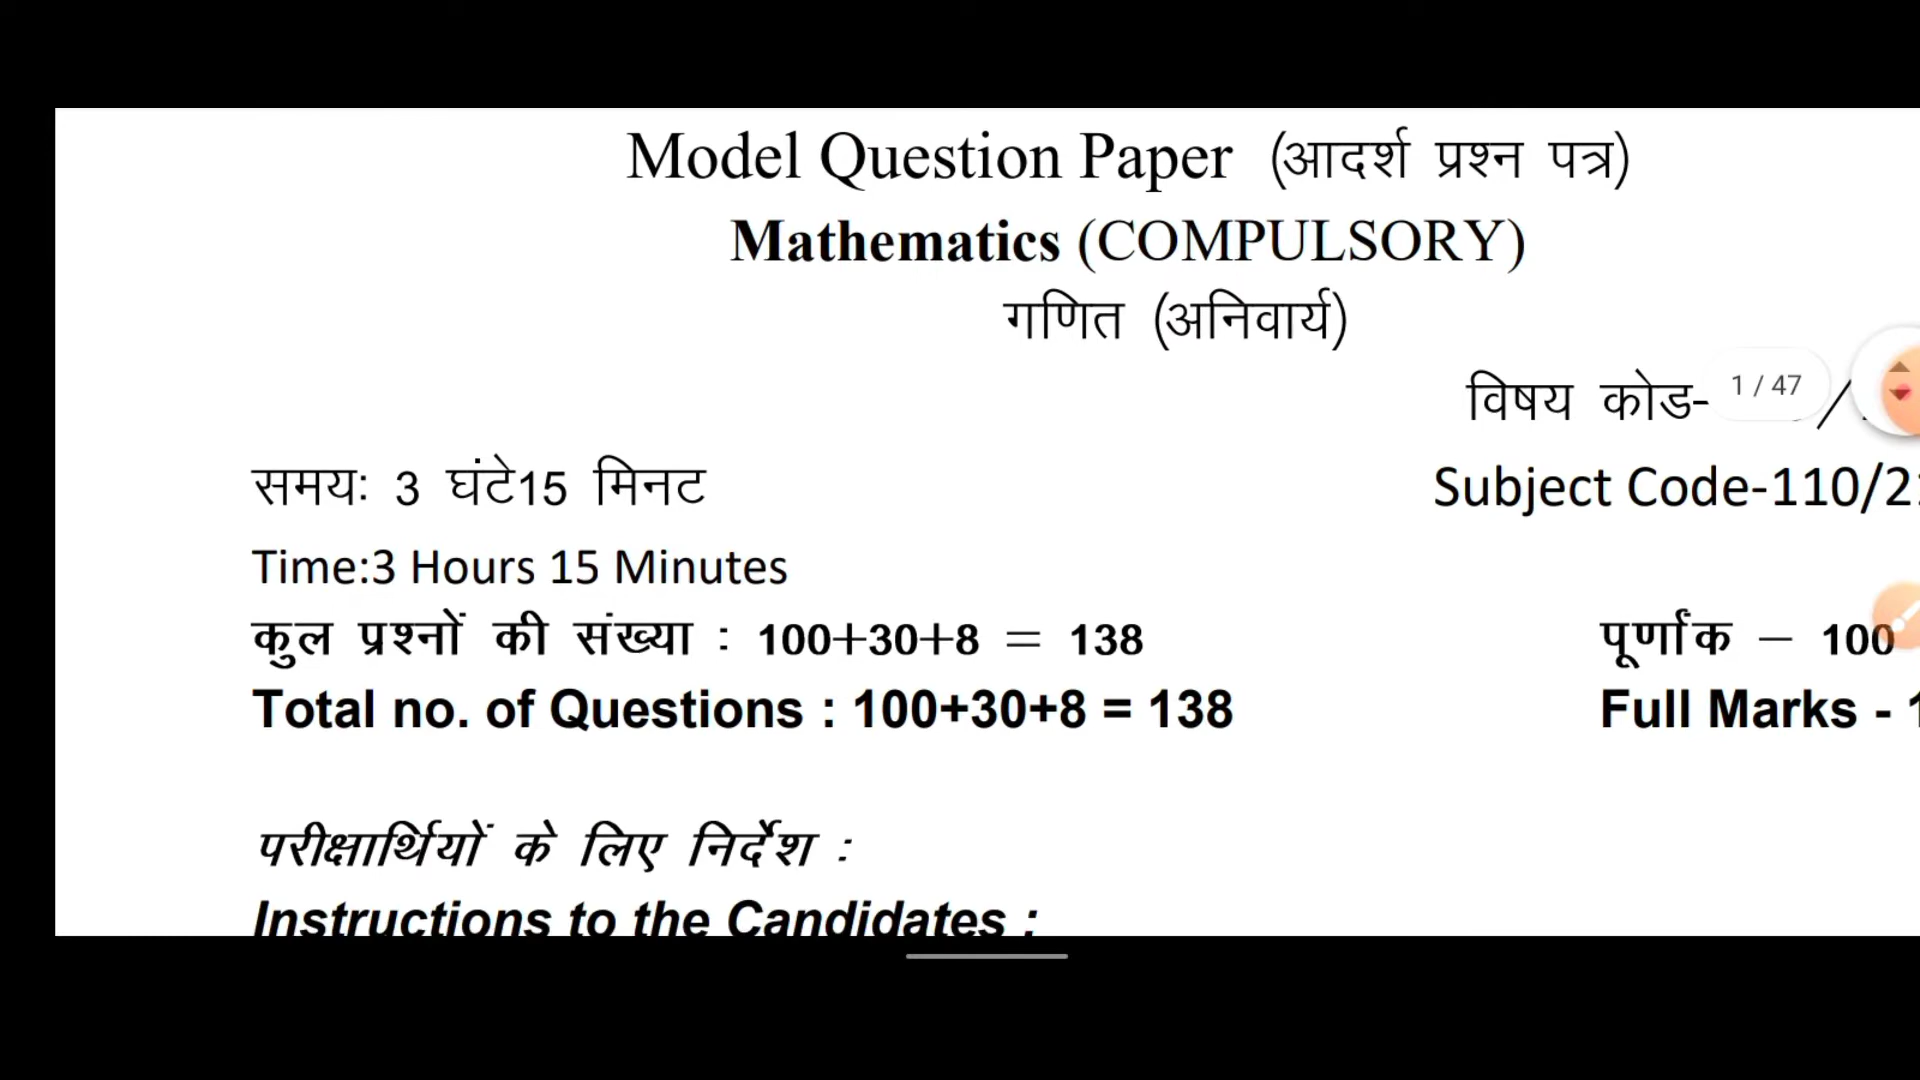 Model Question Paper (आदर्श प्रश्न पत्र)
Mathematics (COMPULSORY)
गणित (अनिवार्य)
विषय कोड-
1 / 47
समयः 3 घंटे15 मिनट
Subject Code-110/2
Time:3 Hours 15 Minutes
कुल प्रश्नों की संख्या : 100+30+8 = 138
पूर्णांक – 100
Total no. of Questions : 100+30+8 = 138
Full Marks - 1
परीक्षार्थियों के लिए निर्देश :
Instructions to the Candidates :